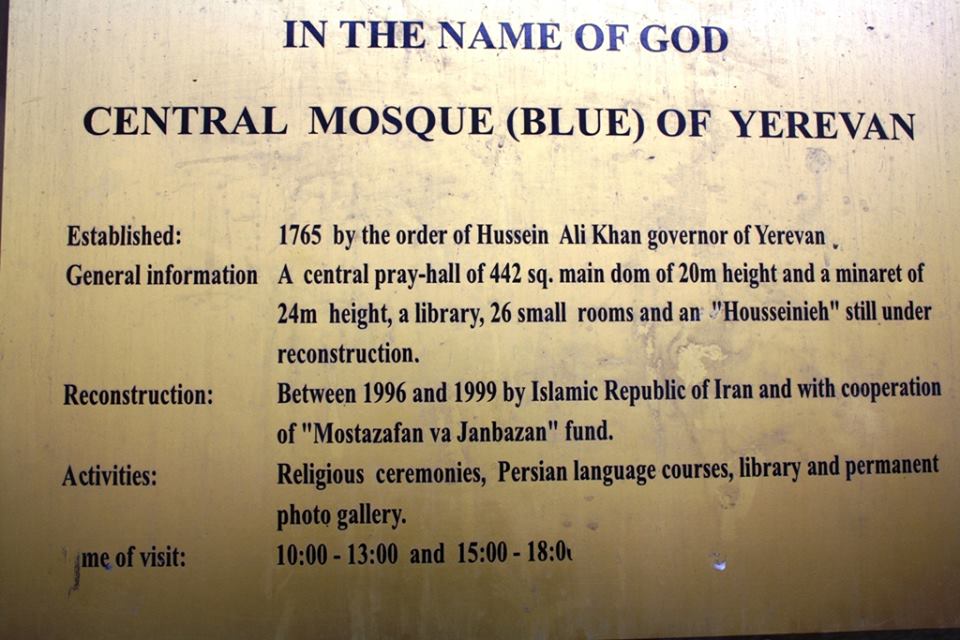 IN THE NAME OF GOD
CENTRAL MOSQUE (BLUE) OF YEREVAN
Established: 1765 by the order of Hussein Ali Khan governor of Yerevan .
General information A central pray-hall of 442 sq. main dom of 20m height and a minaret of
24m height, a library, 26 small rooms and an "Housseinieh" still under
reconstruction.
Reconstruction: Between 1996 and 1999 by Islamic Republic of Iran and with cooperation
of "Mostazafan va Janbazan" fund.
Activities: Religious ceremonies, Persian language courses, library and permanent
photo gallery.
me of visit: 10:00 - 13:00 and 15:00 - 18:0